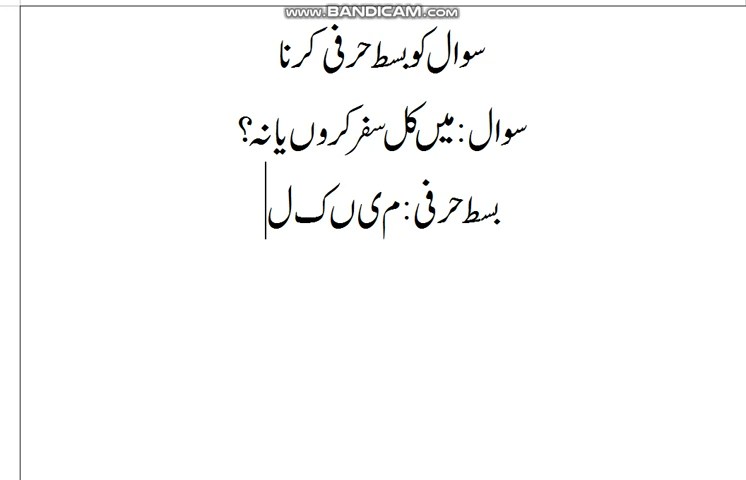 www.BANDICAM.com
سوال کو بسط حرفی کرنا
سوال : میں کل سفر کروں یا نہ ؟
بسط حرفی : م ی ں ک ل